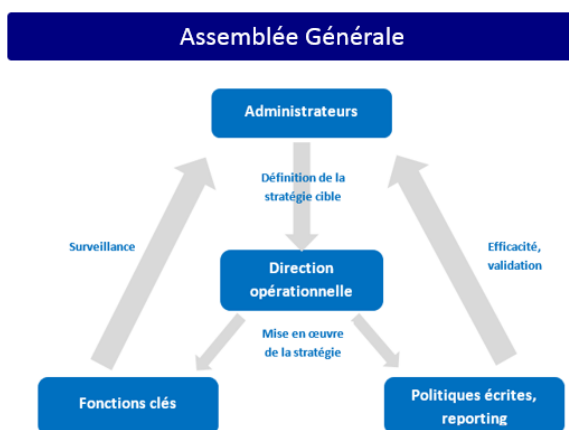 Assemblée Générale
Administrateurs
Définition de la
stratégie cible
Surveillance
Efficacité,
validation
Direction
opérationnelle
Mise en œuvre
de la stratégie
Fonctions clés
Politiques écrites,
reporting